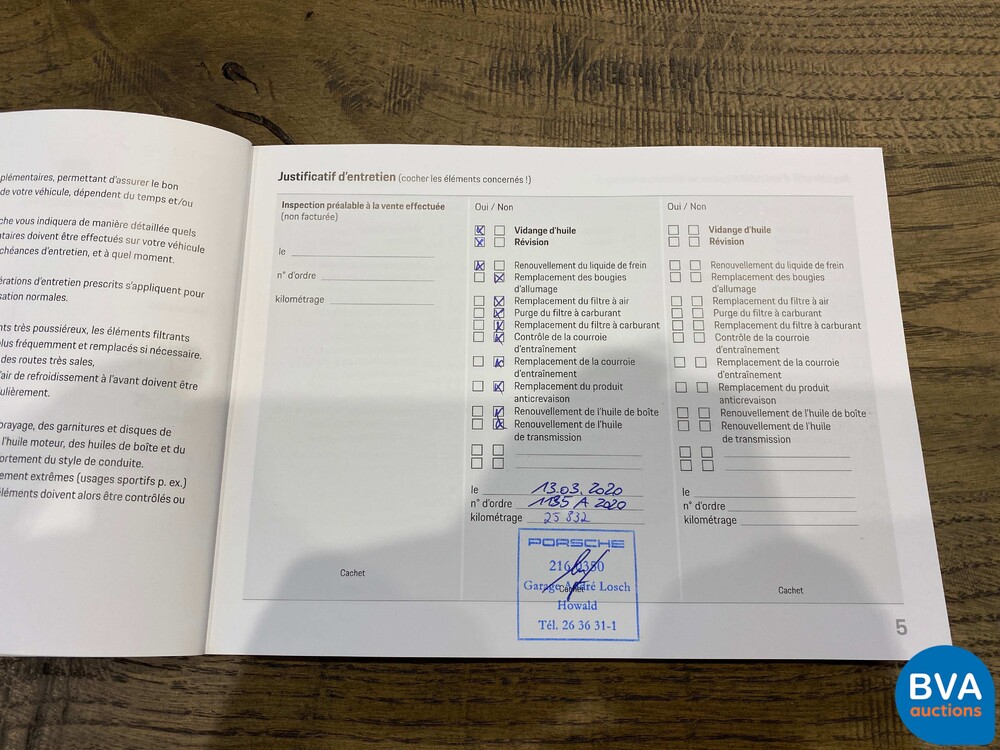 plémentaires, permettant d'assurer le bon
de votre véhicule, dépendent du temps et/ou
che vous indiquera de manière détaillée quels
ntaires doivent être effectués sur votre véhicule
chéances d'entretien, et à quel moment.
érations d'entretien prescrits s'appliquent pour
sation normales.
nts très poussiéreux, les éléments filtrants
plus fréquemment et remplacés si nécessaire.
des routes très sales,
l'air de refroidissement à l'avant doivent être
ulièrement.
brayage, des garnitures et disques de
l'huile moteur, des huiles de boîte et du
ortement du style de conduite.
ement extrêmes (usages sportifs p. ex.)
éléments doivent alors être contrôlés ou
Justificatif d'entretien (cocher les éléments concernés !)
Inspection préalable à la vente effectuée
(non facturée)
le
n° d'ordre
kilométrage
Cachet
Oui / Non
Vidange d'huile
Révision
Renouvellement du liquide de frein
Remplacement des bougies
d'allumage
Remplacement du filtre à air
Purge du filtre à carburant
Remplacement du filtre à carburant
Contrôle de la courroie
d'entraînement
Remplacement de la courroie
d'entraînement
Remplacement du produit
anticrevaison
Renouvellement de l'huile de boîte
Renouvellement de l'huile
de transmission
le 13.03.2020
n° d'ordre 1135 A 2020
kilométrage 25 832
PORSCHE
216 0380
Garage André Losch
Cachet
Howald
Tél. 26 36 31-1
Oui / Non
Vidange d'huile
Révision
Renouvellement du liquide de frein
Remplacement des bougies
d'allumage
Remplacement du filtre à air
Purge du filtre à carburant
Remplacement du filtre à carburant
Contrôle de la courroie
d'entraînement
Remplacement de la courroie
d'entraînement
Remplacement du produit
anticrevaison
Renouvellement de l'huile de boîte
Renouvellement de l'huile
de transmission
le
n° d'ordre
kilométrage
Cachet
5
BVA
auctions